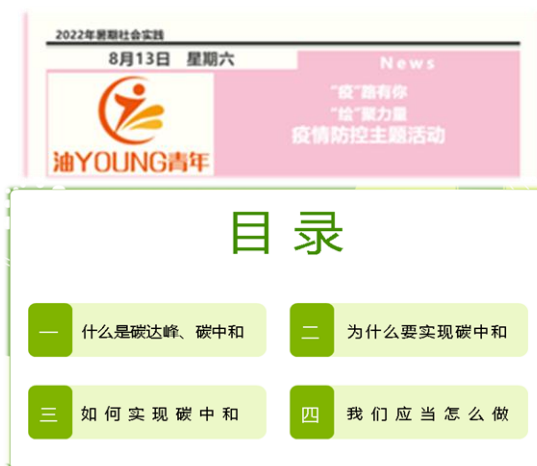 2022年暑期社会实践
8月13日 星期六
News
“疫”路有你
“绘”聚力量
疫情防控主题活动
油YOUNG青年
目录
一 什么是碳达峰、碳中和
二 为什么要实现碳中和
三 如何实现碳中和
四 我们应当怎么做